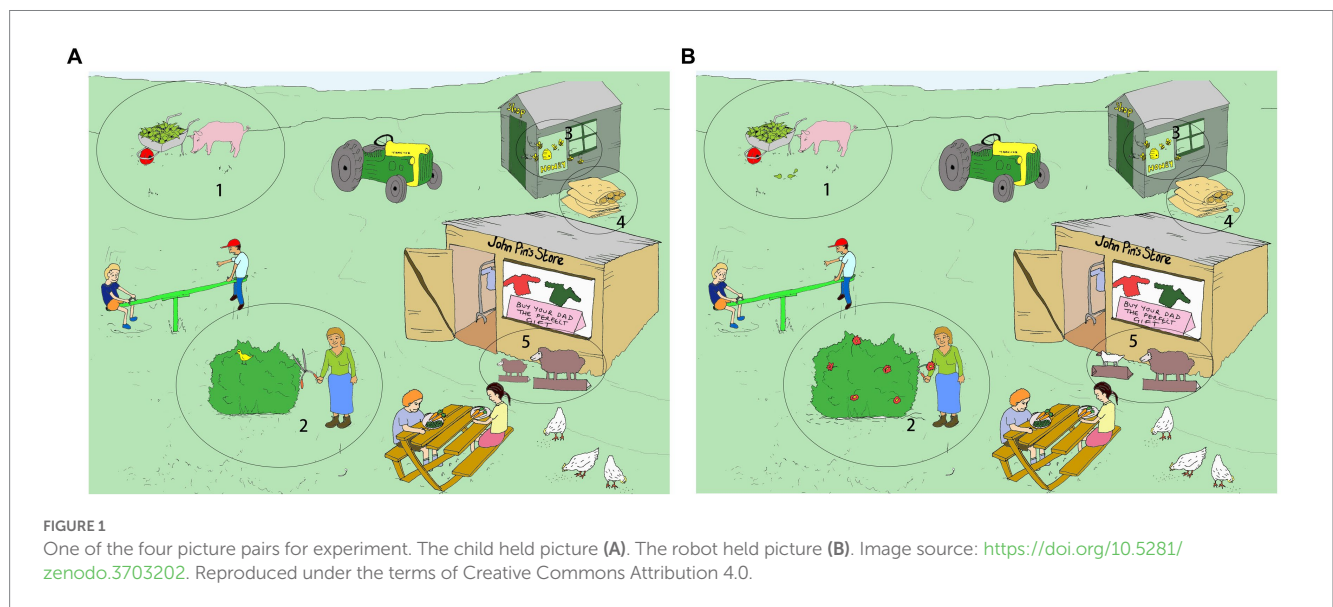 A
B
Shop
HONEY
3
1
4
John Pin's Store
BUY YOUR DAD
THE PERFECT
GIFT
5
2
Shop
HONEY
3
1
4
John Pin's Store
BUY YOUR DAD
THE PERFECT
GIFT
5
2
FIGURE 1
One of the four picture pairs for experiment. The child held picture (A). The robot held picture (B). Image source: https://doi.org/10.5281/
zenodo.3703202. Reproduced under the terms of Creative Commons Attribution 4.0.